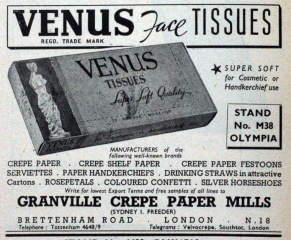 VENUS Face TISSUES
REGD. TRADE MARK
VENUS
TISSUES
Super Soft Quality
★ SUPER SOFT
for Cosmetic or
Handkerchief use
STAND
No. M38
OLYMPIA
MANUFACTURERS of the
following well-known brands
CREPE PAPER . CREPE SHELF PAPER . CREPE PAPER FESTOONS
SERVIETTES . PAPER HANDKERCHIEFS . DRINKING STRAWS in attractive
Cartons . ROSEPETALS . COLOURED CONFETTI . SILVER HORSESHOES
Write for lowest Export Terms and free samples of all lines to
GRANVILLE CREPE PAPER MILLS
(SYDNEY I. FREEDER)
BRETTENHAM ROAD - LONDON - N.18
Telephone : Tottenham 4640/9 Telegrams : Velvocrepe, Southtot, London